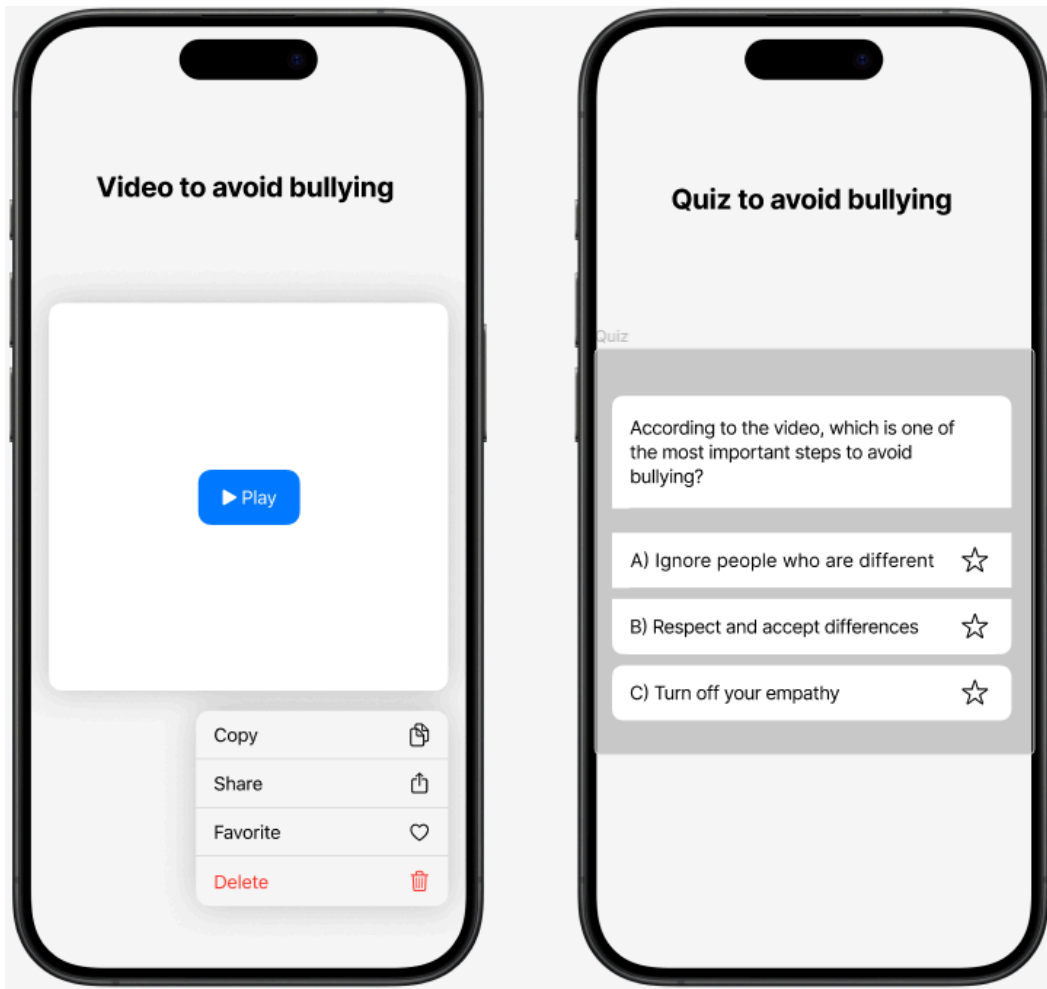 Video to avoid bullying
Play
Copy
Share
Favorite
Delete
Quiz to avoid bullying
Quiz
According to the video, which is one of
the most important steps to avoid
bullying?
A) Ignore people who are different
B) Respect and accept differences
C) Turn off your empathy